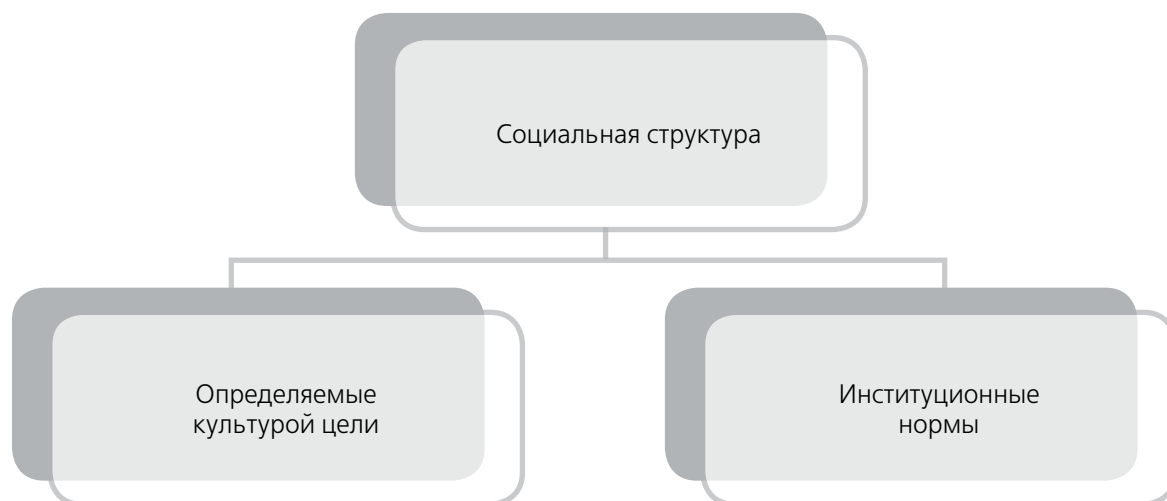 Социальная структура
Определяемые
культурой цели
Институционные
нормы